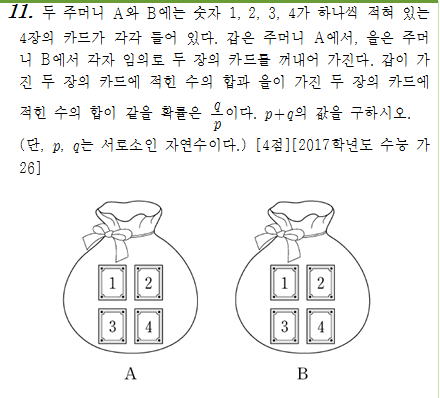 11. 두 주머니 A와 B에는 숫자 1, 2, 3, 4가 하나씩 적혀 있는
4장의 카드가 각각 들어 있다. 갑은 주머니 A에서, 을은 주머
니 B에서 각자 임의로 두 장의 카드를 꺼내어 가진다. 갑이 가
진 두 장의 카드에 적힌 수의 합과 을이 가진 두 장의 카드에
적힌 수의 합이 같을 확률은 q/p이다. p+q의 값을 구하시오.
(단, p, q는 서로소인 자연수이다.) [4점][2017학년도 수능 가
26]
1 2 1 2
3 4 3 4
A B